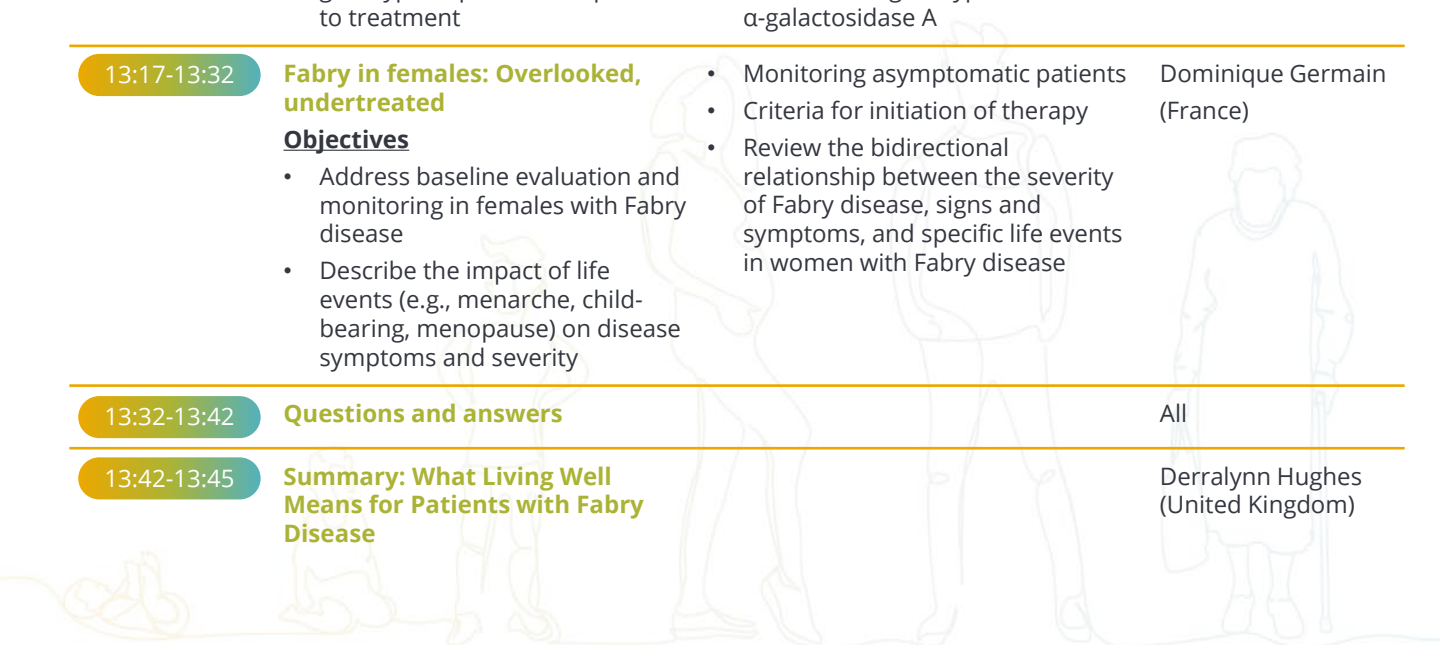 to treatment
α-galactosidase A
13:17-13:32
Fabry in females: Overlooked,
undertreated
Objectives
• Address baseline evaluation and
monitoring in females with Fabry
disease
• Describe the impact of life
events (e.g., menarche, child-
bearing, menopause) on disease
symptoms and severity
• Monitoring asymptomatic patients
• Criteria for initiation of therapy
• Review the bidirectional
relationship between the severity
of Fabry disease, signs and
symptoms, and specific life events
in women with Fabry disease
Dominique Germain
(France)
13:32-13:42
Questions and answers
All
13:42-13:45
Summary: What Living Well
Means for Patients with Fabry
Disease
Derralynn Hughes
(United Kingdom)